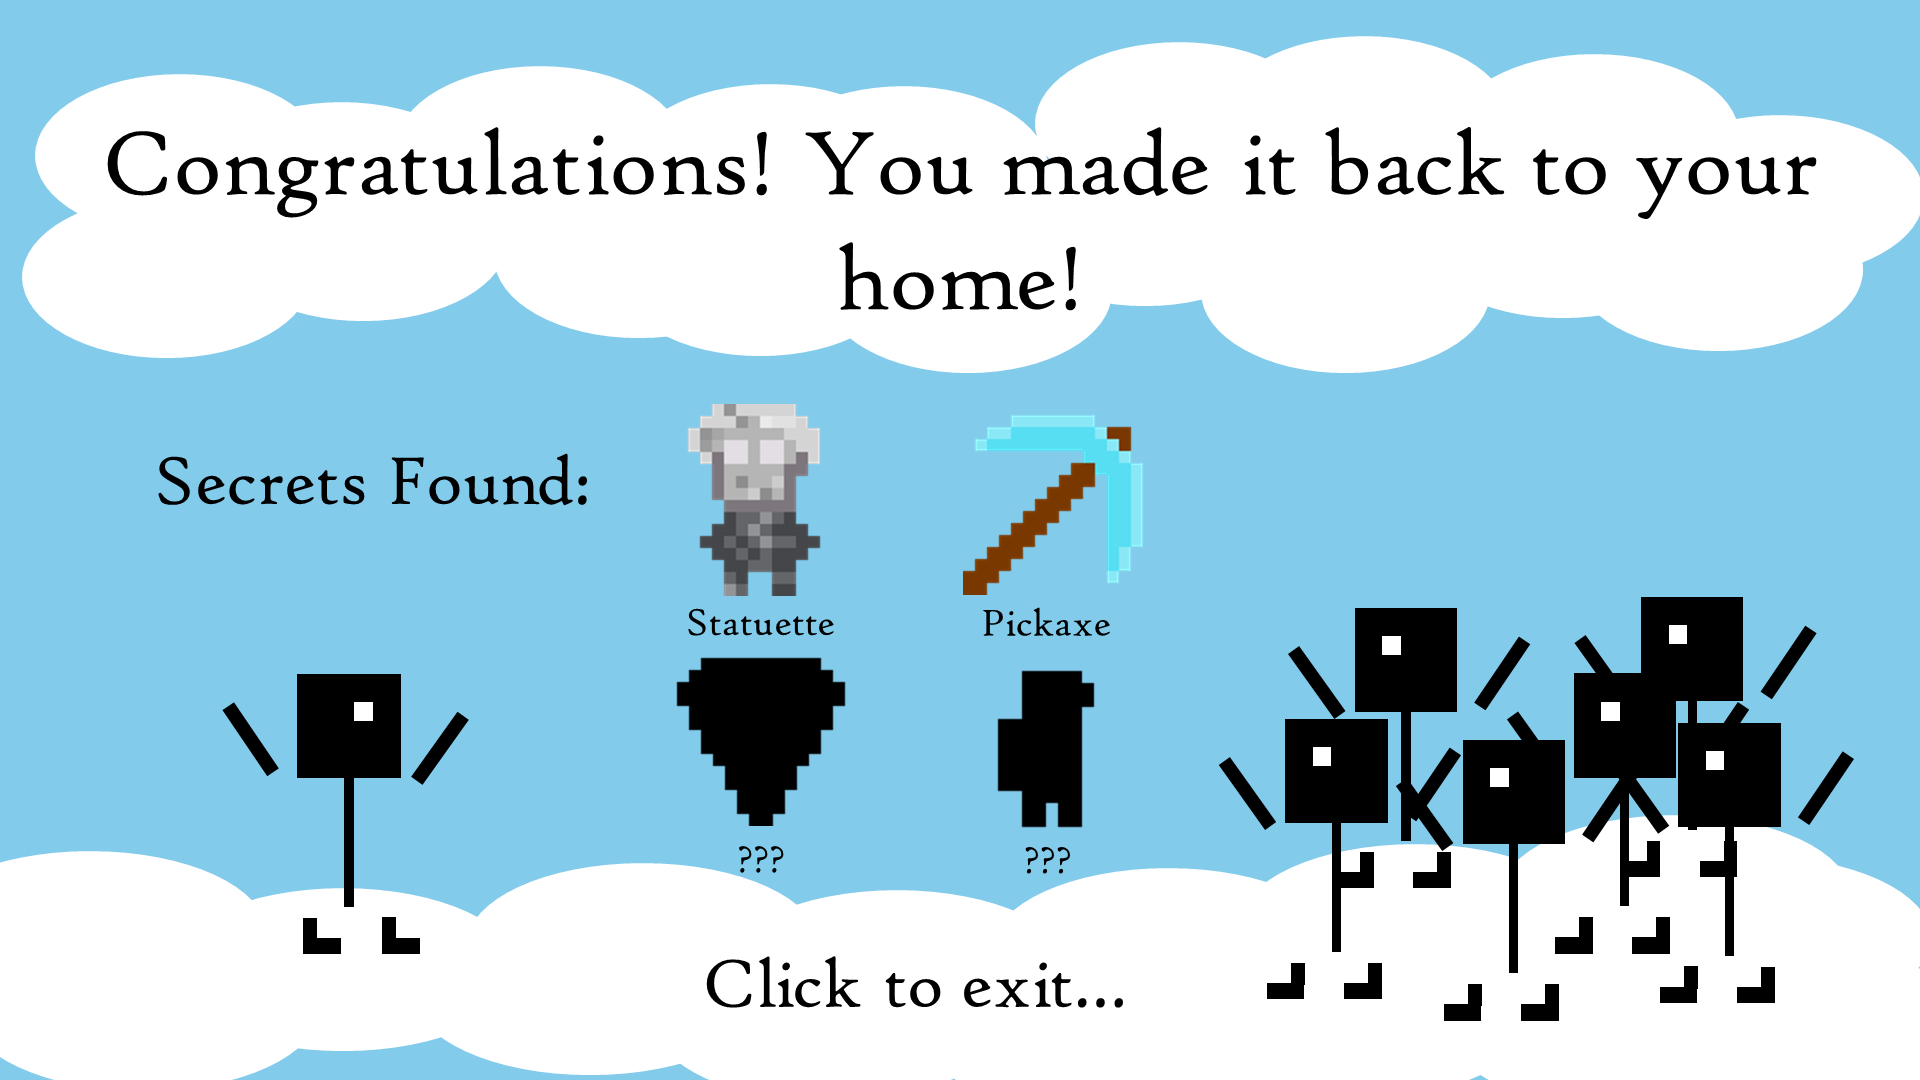 Congratulations! You made it back to your
home!
Secrets Found:
Statuette
Pickaxe
???
???
Click to exit...